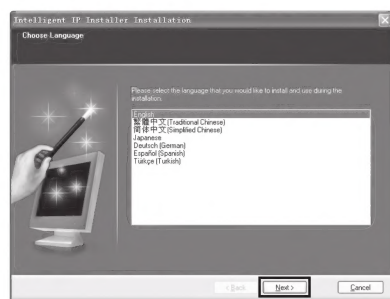 Intelligent IP Installer Installation
Choose Language
Please select the language that you would like to install and use during the
installation.
English
繁體中文(Traditional Chinese)
简体中文(Simplified Chinese)
Japanese
Deutsch (German)
Español (Spanish)
Türkçe (Turkish)
< Back
Next >
Cancel